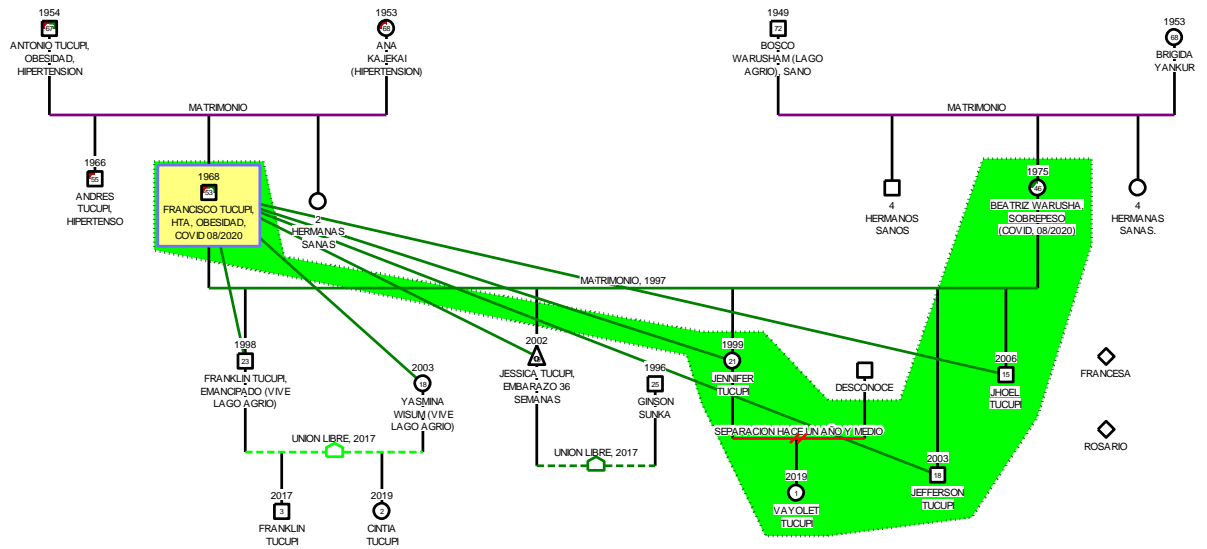 1954
67
ANTONIO TUCUPI,
OBESIDAD,
HIPERTENSION
1953
68
ANA
KAJEKAI
(HIPERTENSION)
1949
72
BOSCO
WARUSHAM (LAGO
AGRIO), SANO
1953
68
BRIGIDA
YANKUR
MATRIMONIO
MATRIMONIO
1966
55
ANDRES
TUCUPI,
HIPERTENSO
1968
53
FRANCISCO TUCUPI,
HTA, OBESIDAD,
COVID 08/2020
2
HERMANAS
SANAS
4
HERMANOS
SANOS
1975
46
BEATRIZ WARUSHA,
SOBREPESO
(COVID, 08/2020)
4
HERMANAS
SANAS.
MATRIMONIO, 1997
1998
23
FRANKLIN TUCUPI,
EMANCIPADO (VIVE
LAGO AGRIO)
2003
18
YASMINA
WISUM (VIVE
LAGO AGRIO)
2002
JESSICA TUCUPI,
EMBARAZO 36
SEMANAS
1996
25
GINSON
SUNKA
1999
21
JENNIFER
TUCUPI
DESCONOCE
2006
15
JHOEL
TUCUPI
FRANCESA
ROSARIO
UNION LIBRE, 2017
UNION LIBRE, 2017
SEPARACION HACE UN AÑO Y MEDIO
2017
3
FRANKLIN
TUCUPI
2019
2
CINTIA
TUCUPI
2019
1
VAYOLET
TUCUPI
2003
18
JEFFERSON
TUCUPI